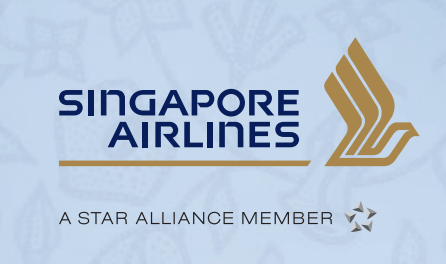 SINGAPORE
AIRLINES
A STAR ALLIANCE MEMBER